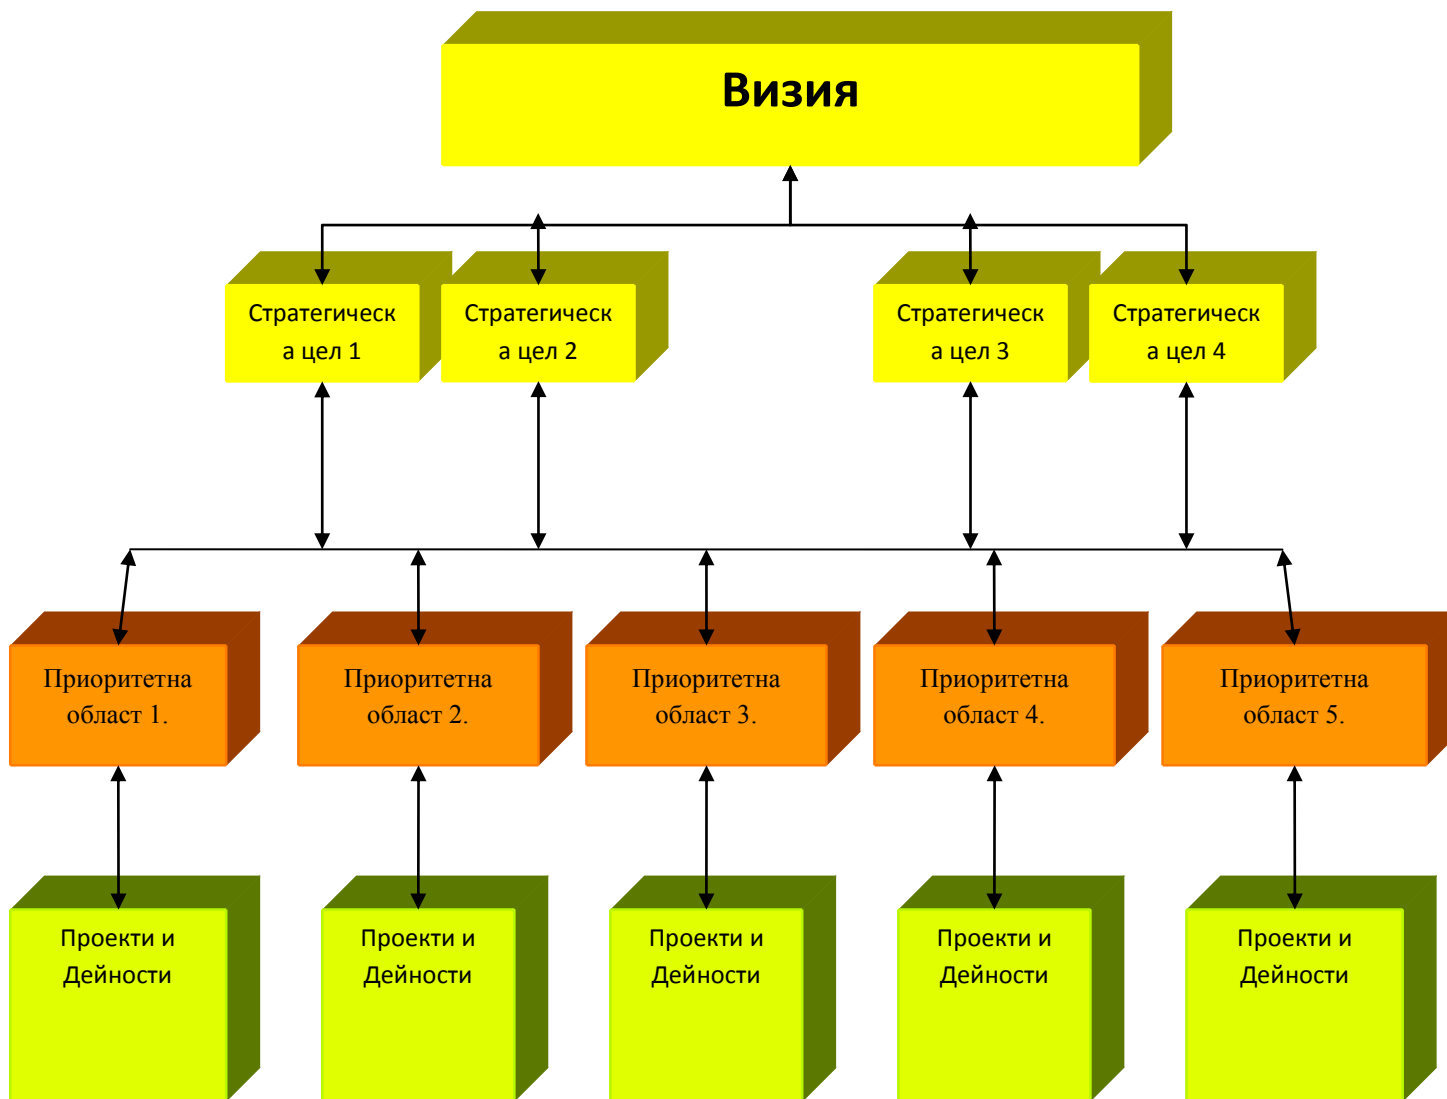 Визия
Стратегическ
а цел 1
Стратегическ
а цел 2
Стратегическ
а цел 3
Стратегическ
а цел 4
Приоритетна
област 1.
Приоритетна
област 2.
Приоритетна
област 3.
Приоритетна
област 4.
Приоритетна
област 5.
Проекти и
Дейности
Проекти и
Дейности
Проекти и
Дейности
Проекти и
Дейности
Проекти и
Дейности